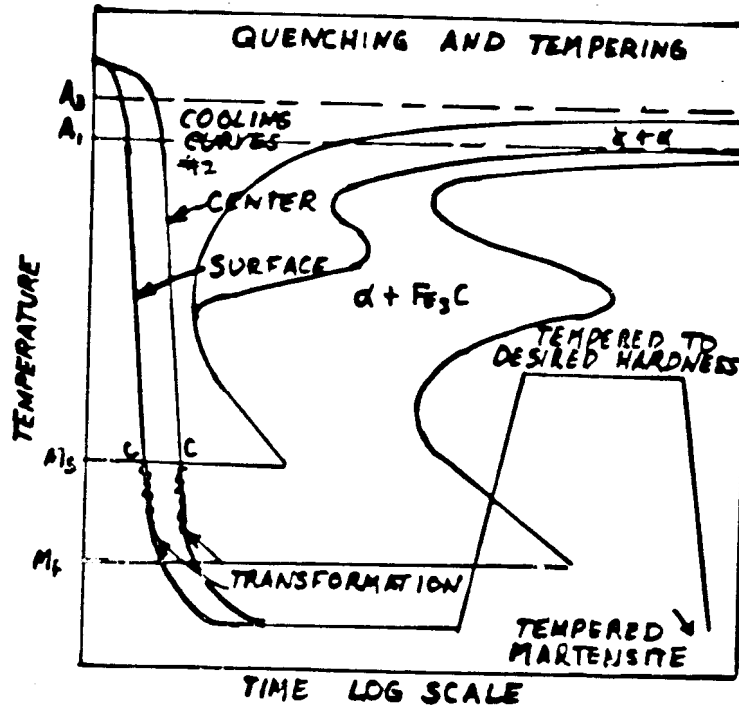 QUENCHING AND TEMPERING
A3
A1
COOLING
CURVES
#2
γ + α
CENTER
SURFACE
α + Fe3C
TEMPERED TO
DESIRED HARDNESS
TEMPERATURE
Ms
C C
Mf
TRANSFORMATION
TEMPERED
MARTENSITE
TIME LOG SCALE